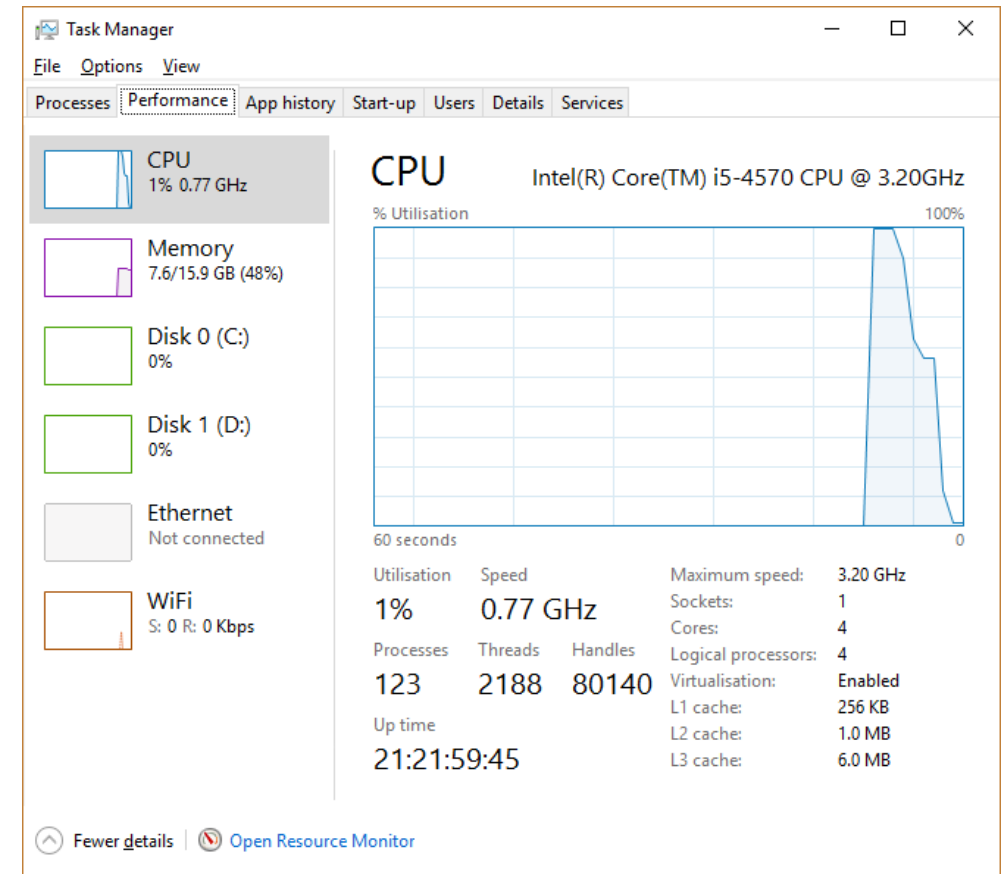 Task Manager
File Options View
Processes Performance App history Start-up Users Details Services
CPU
1% 0.77 GHz
Memory
7.6/15.9 GB (48%)
Disk 0 (C:)
0%
Disk 1 (D:)
0%
Ethernet
Not connected
WiFi
S: 0 R: 0 Kbps
CPU Intel(R) Core(TM) i5-4570 CPU @ 3.20GHz
% Utilisation 100%
60 seconds 0
Utilisation Speed
1% 0.77 GHz
Processes Threads Handles
123 2188 80140
Up time
21:21:59:45
Maximum speed: 3.20 GHz
Sockets: 1
Cores: 4
Logical processors: 4
Virtualisation: Enabled
L1 cache: 256 KB
L2 cache: 1.0 MB
L3 cache: 6.0 MB
Fewer details Open Resource Monitor